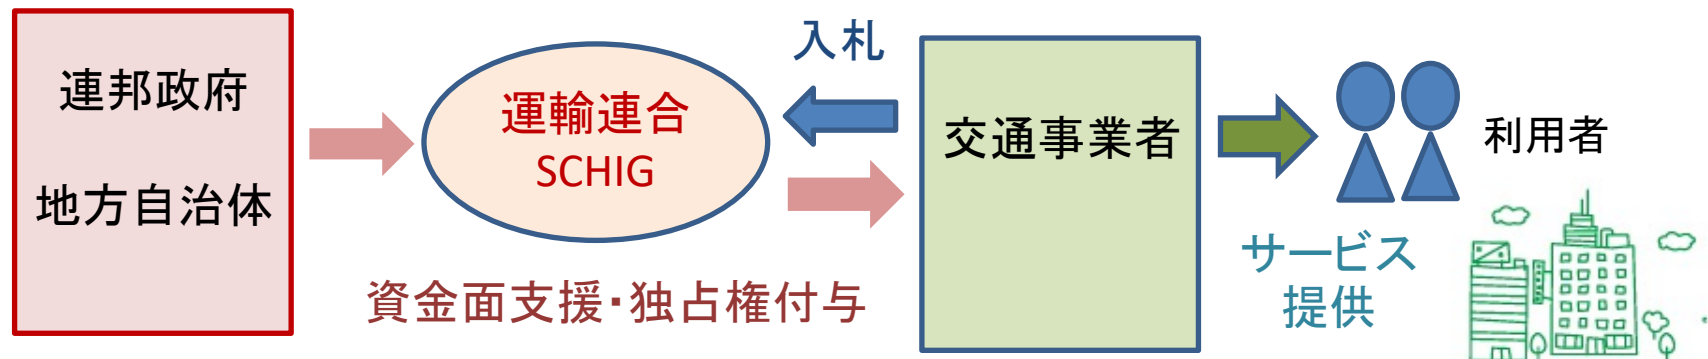 連邦政府
地方自治体
運輸連合
SCHIG
入札
資金面支援・独占権付与
交通事業者
利用者
サービス
提供